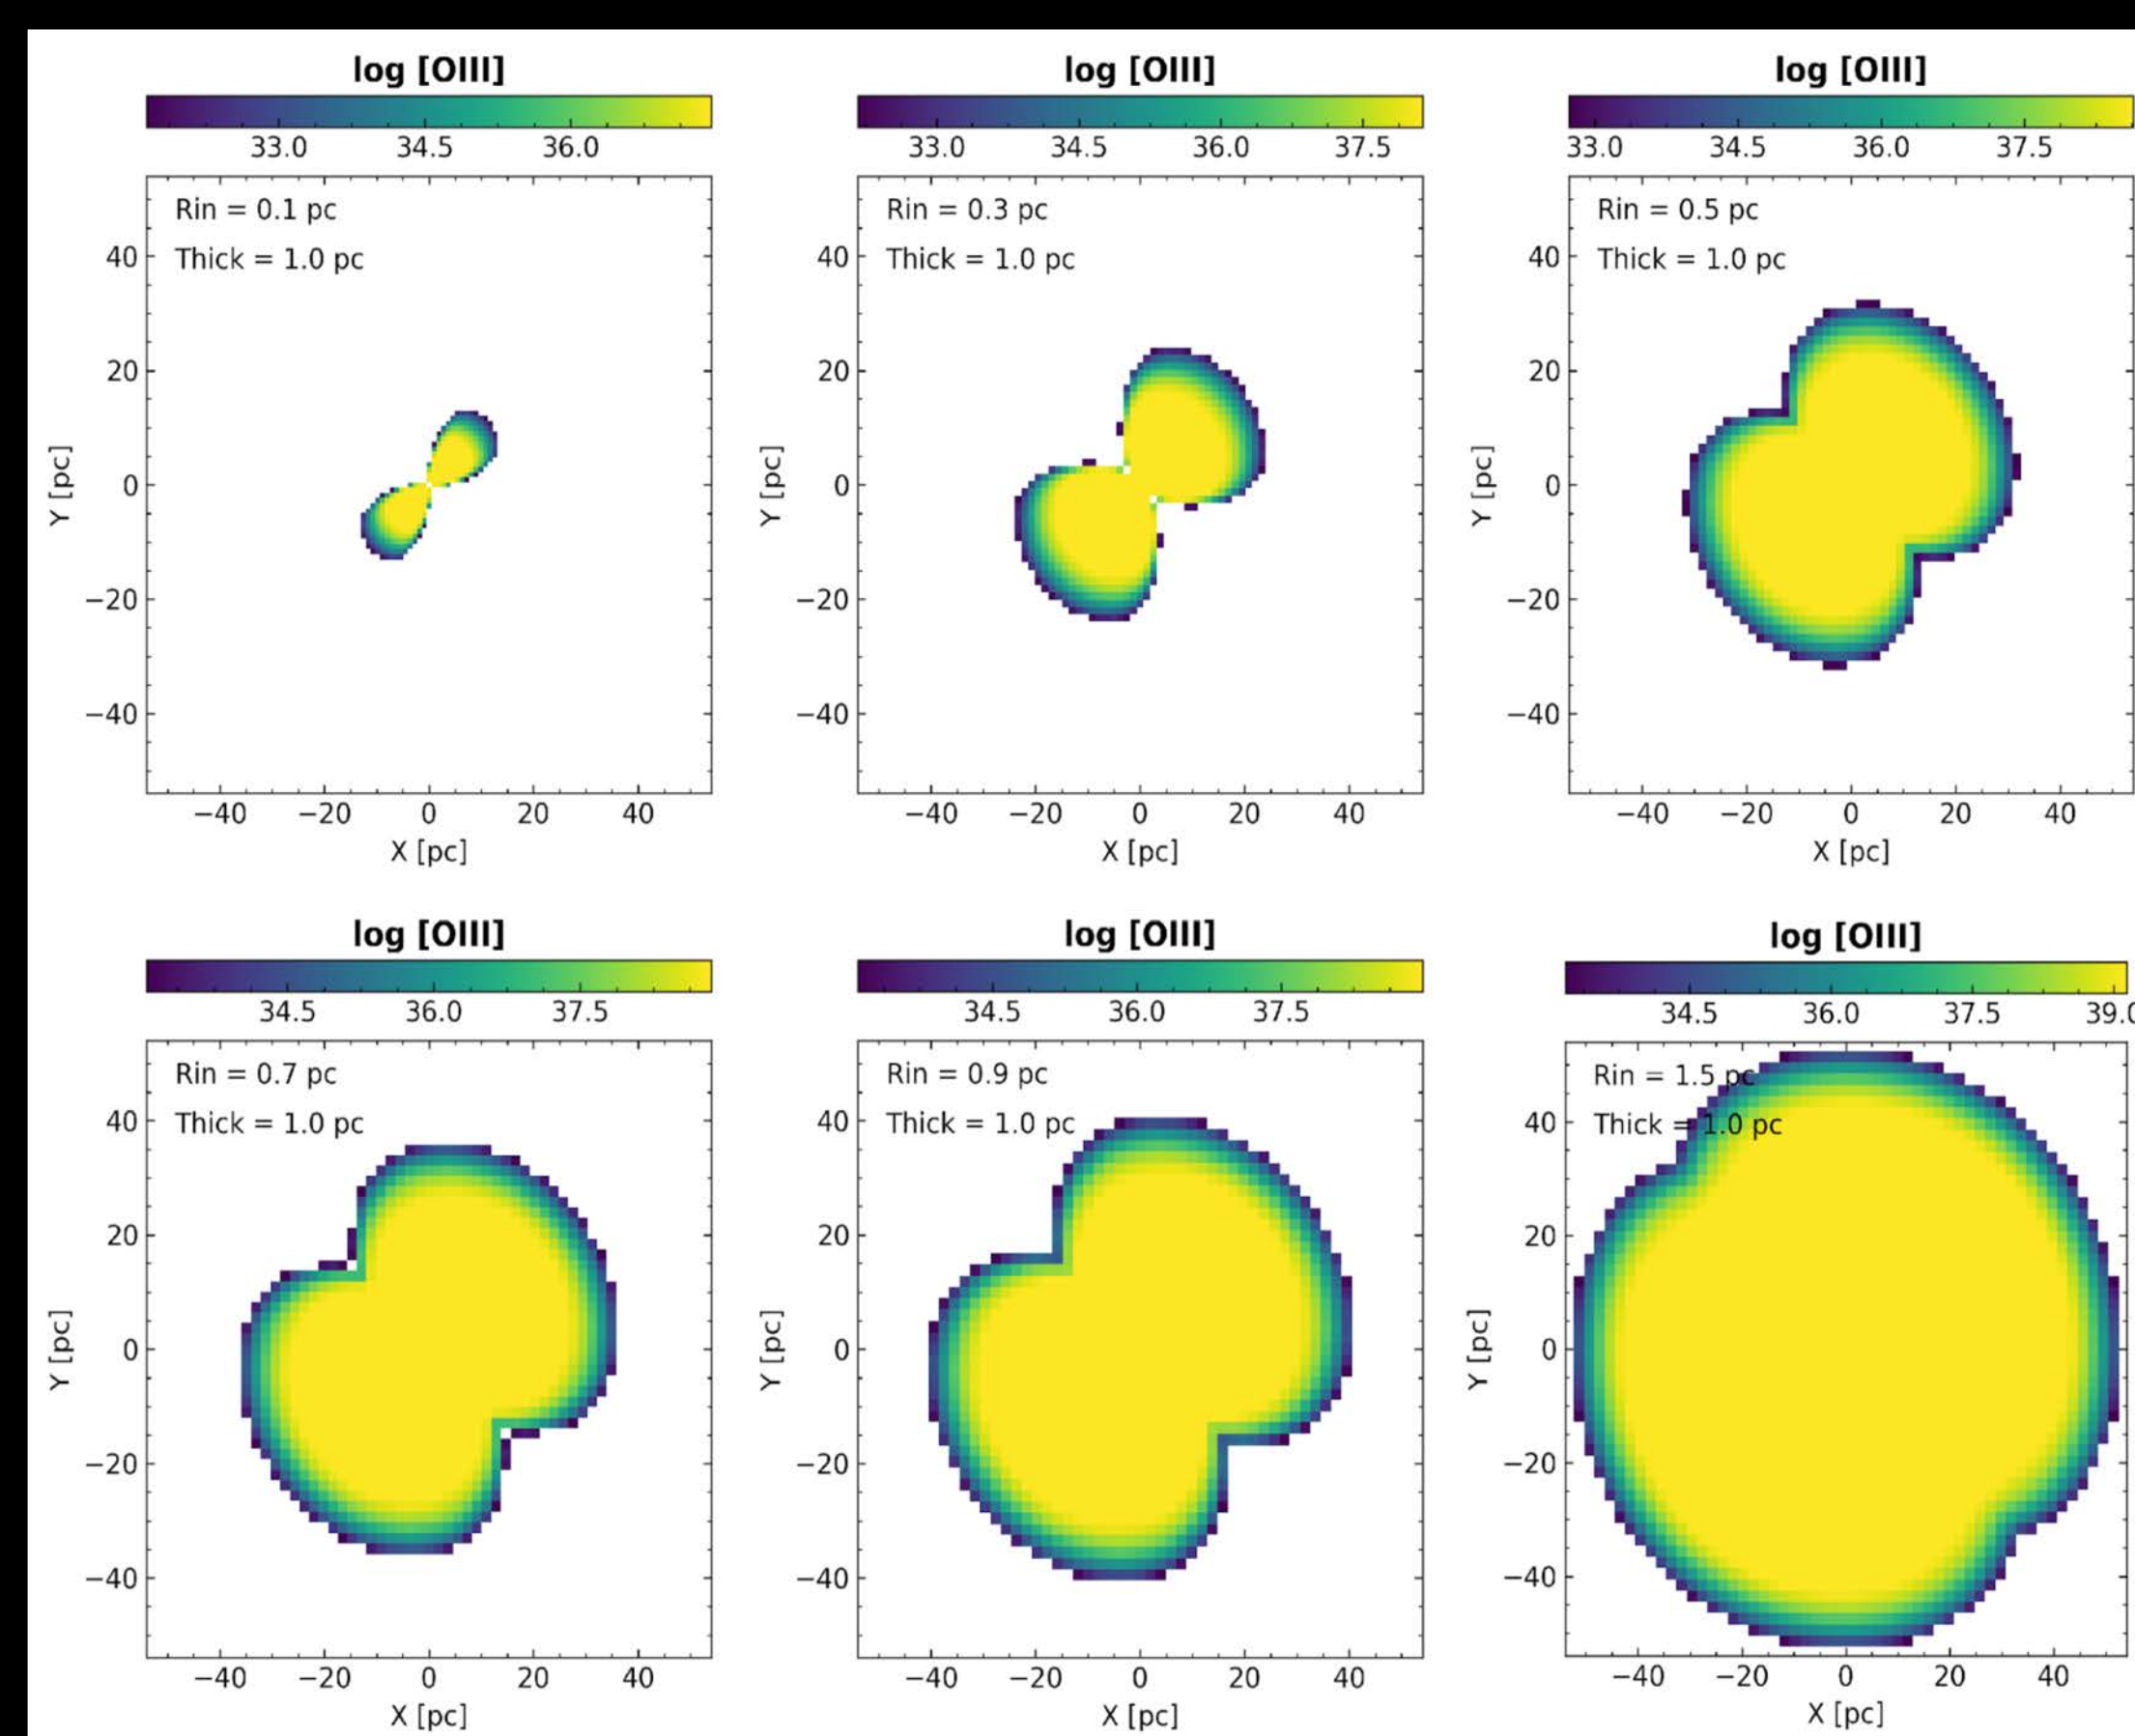 log [OIII]
33.0 34.5 36.0
Rin = 0.1 pc
Thick = 1.0 pc
40
20
0
−20
−40
Y [pc]
−40 −20 0 20 40
X [pc]
log [OIII]
33.0 34.5 36.0 37.5
Rin = 0.3 pc
Thick = 1.0 pc
40
20
0
−20
−40
Y [pc]
−40 −20 0 20 40
X [pc]
log [OIII]
33.0 34.5 36.0 37.5
Rin = 0.5 pc
Thick = 1.0 pc
40
20
0
−20
−40
Y [pc]
−40 −20 0 20 40
X [pc]
log [OIII]
34.5 36.0 37.5
Rin = 0.7 pc
Thick = 1.0 pc
40
20
0
−20
−40
Y [pc]
−40 −20 0 20 40
X [pc]
log [OIII]
34.5 36.0 37.5
Rin = 0.9 pc
Thick = 1.0 pc
40
20
0
−20
−40
Y [pc]
−40 −20 0 20 40
X [pc]
log [OIII]
34.5 36.0 37.5 39.0
Rin = 1.5 pc
Thick = 1.0 pc
40
20
0
−20
−40
Y [pc]
−40 −20 0 20 40
X [pc]